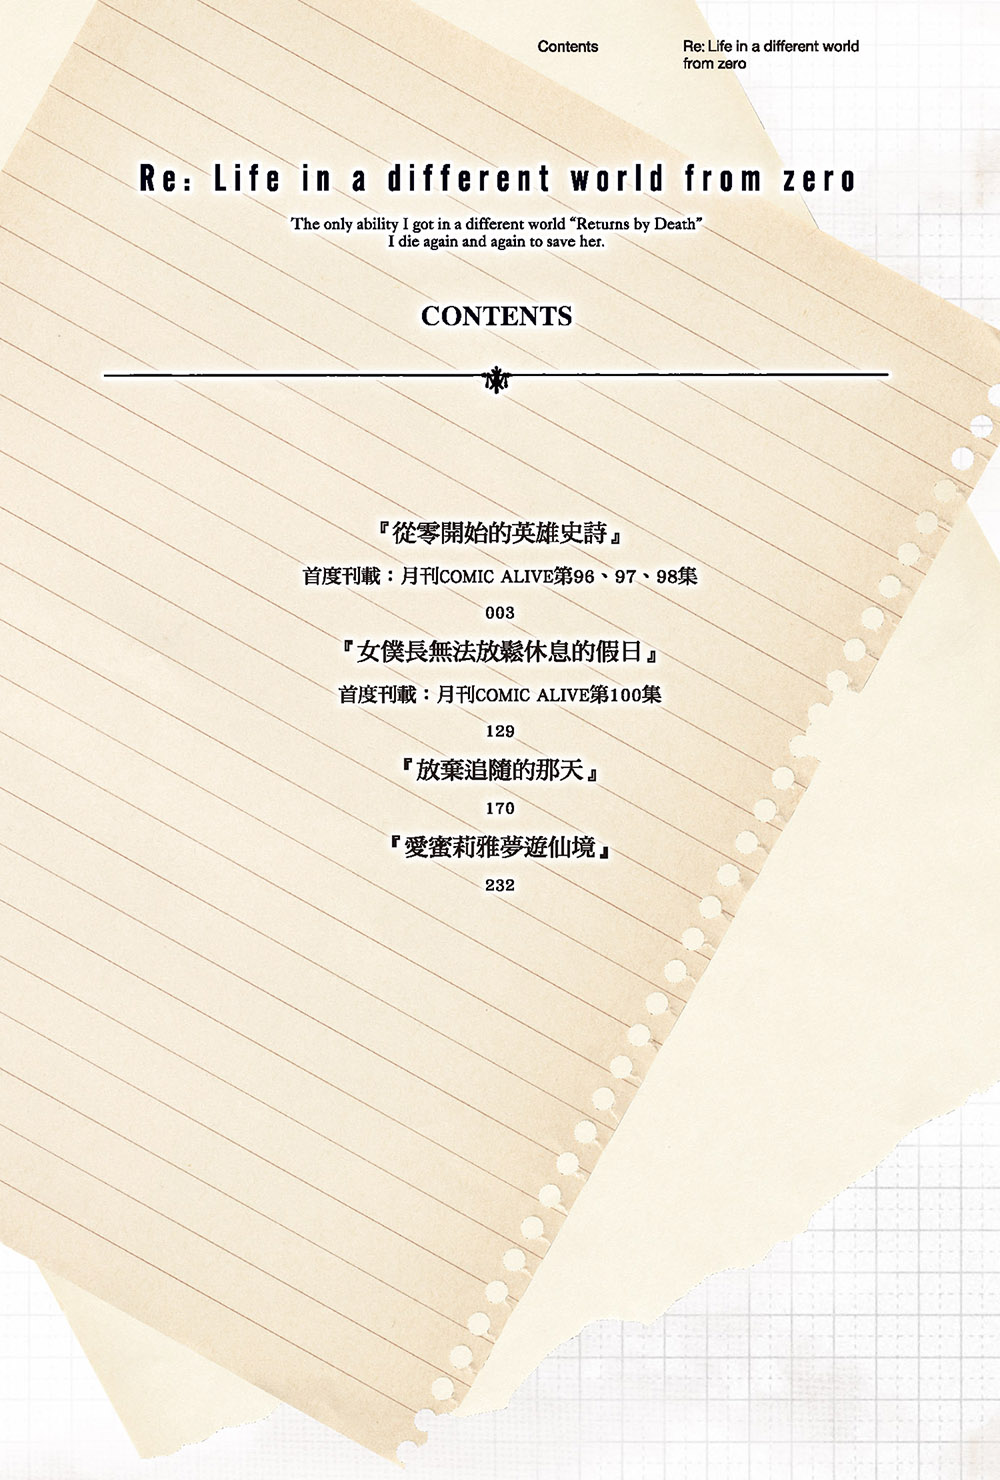 Contents
Re: Life in a different world
from zero
Re: Life in a different world from zero
The only ability I got in a different world “Returns by Death”
I die again and again to save her.
CONTENTS
『從零開始的英雄史詩』
首度刊載：月刊COMIC ALIVE第96、97、98集
003
『女僕長無法放鬆休息的假日』
首度刊載：月刊COMIC ALIVE第100集
129
『放棄追隨的那天』
170
『愛蜜莉雅夢遊仙境』
232